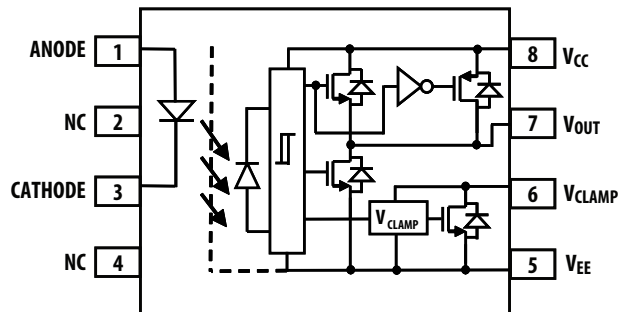 ANODE 1
NC 2
CATHODE 3
NC 4
8 VCC
7 VOUT
6 VCLAMP
5 VEE
VCLAMP